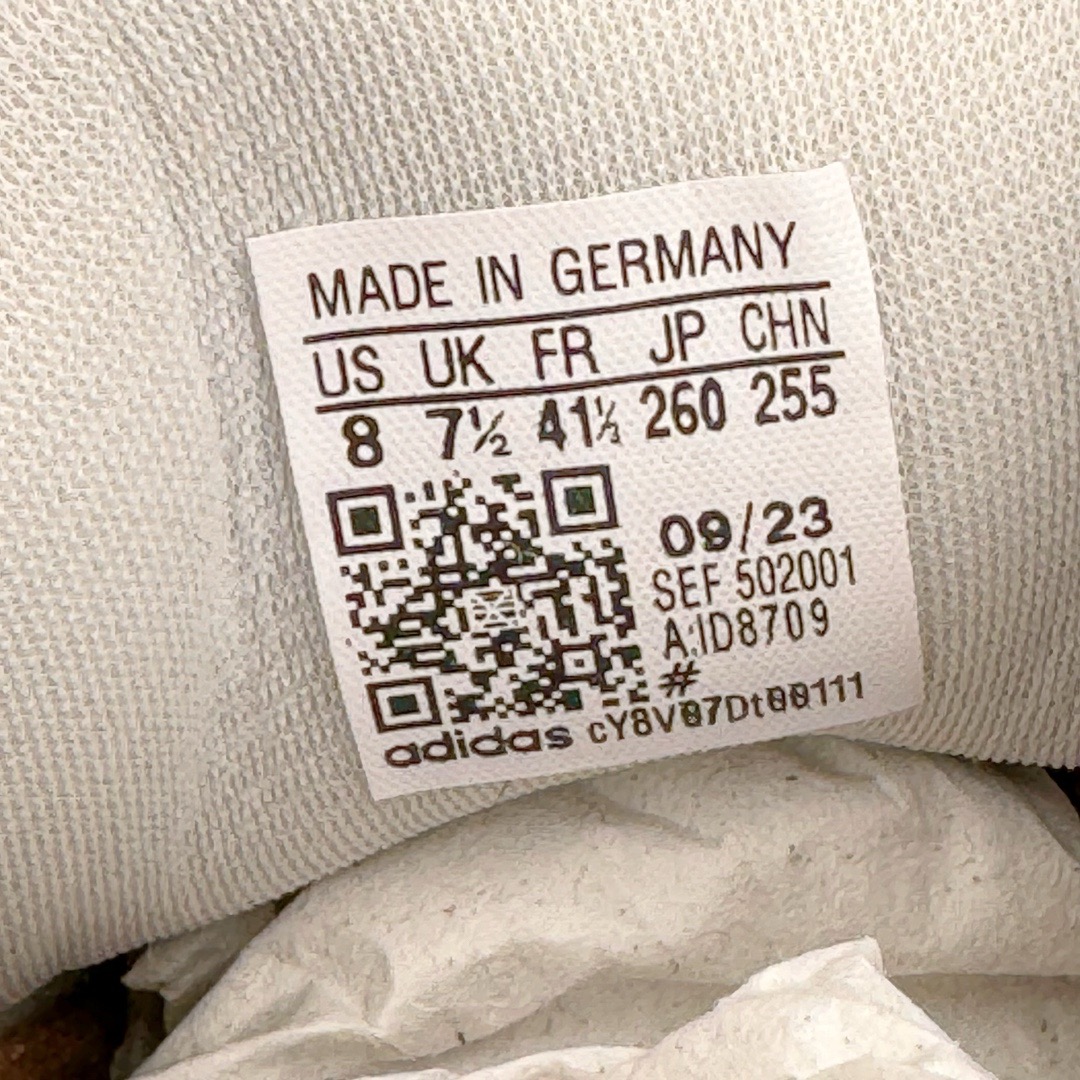 MADE IN GERMANY
US UK FR JP CHN
8 7½ 41⅓ 260 255
09/23
SEF 502001
A:ID8709
#
adidas cY8V07Dt00111